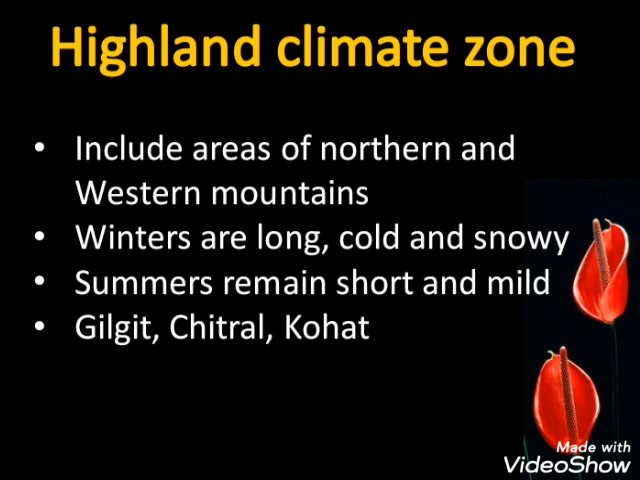 Highland climate zone
• Include areas of northern and
Western mountains
• Winters are long, cold and snowy
• Summers remain short and mild
• Gilgit, Chitral, Kohat
Made with
VideoShow